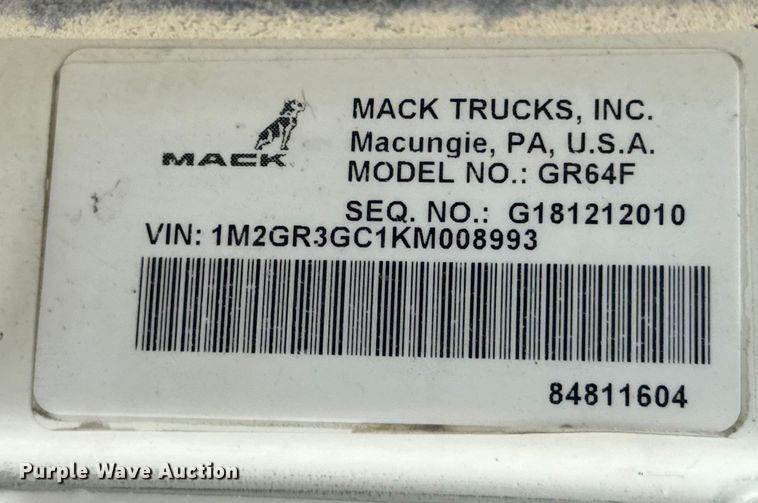 MACK
MACK TRUCKS, INC.
Macungie, PA, U.S.A.
MODEL NO.: GR64F
SEQ. NO.: G181212010
VIN: 1M2GR3GC1KM008993
84811604
Purple Wave Auction